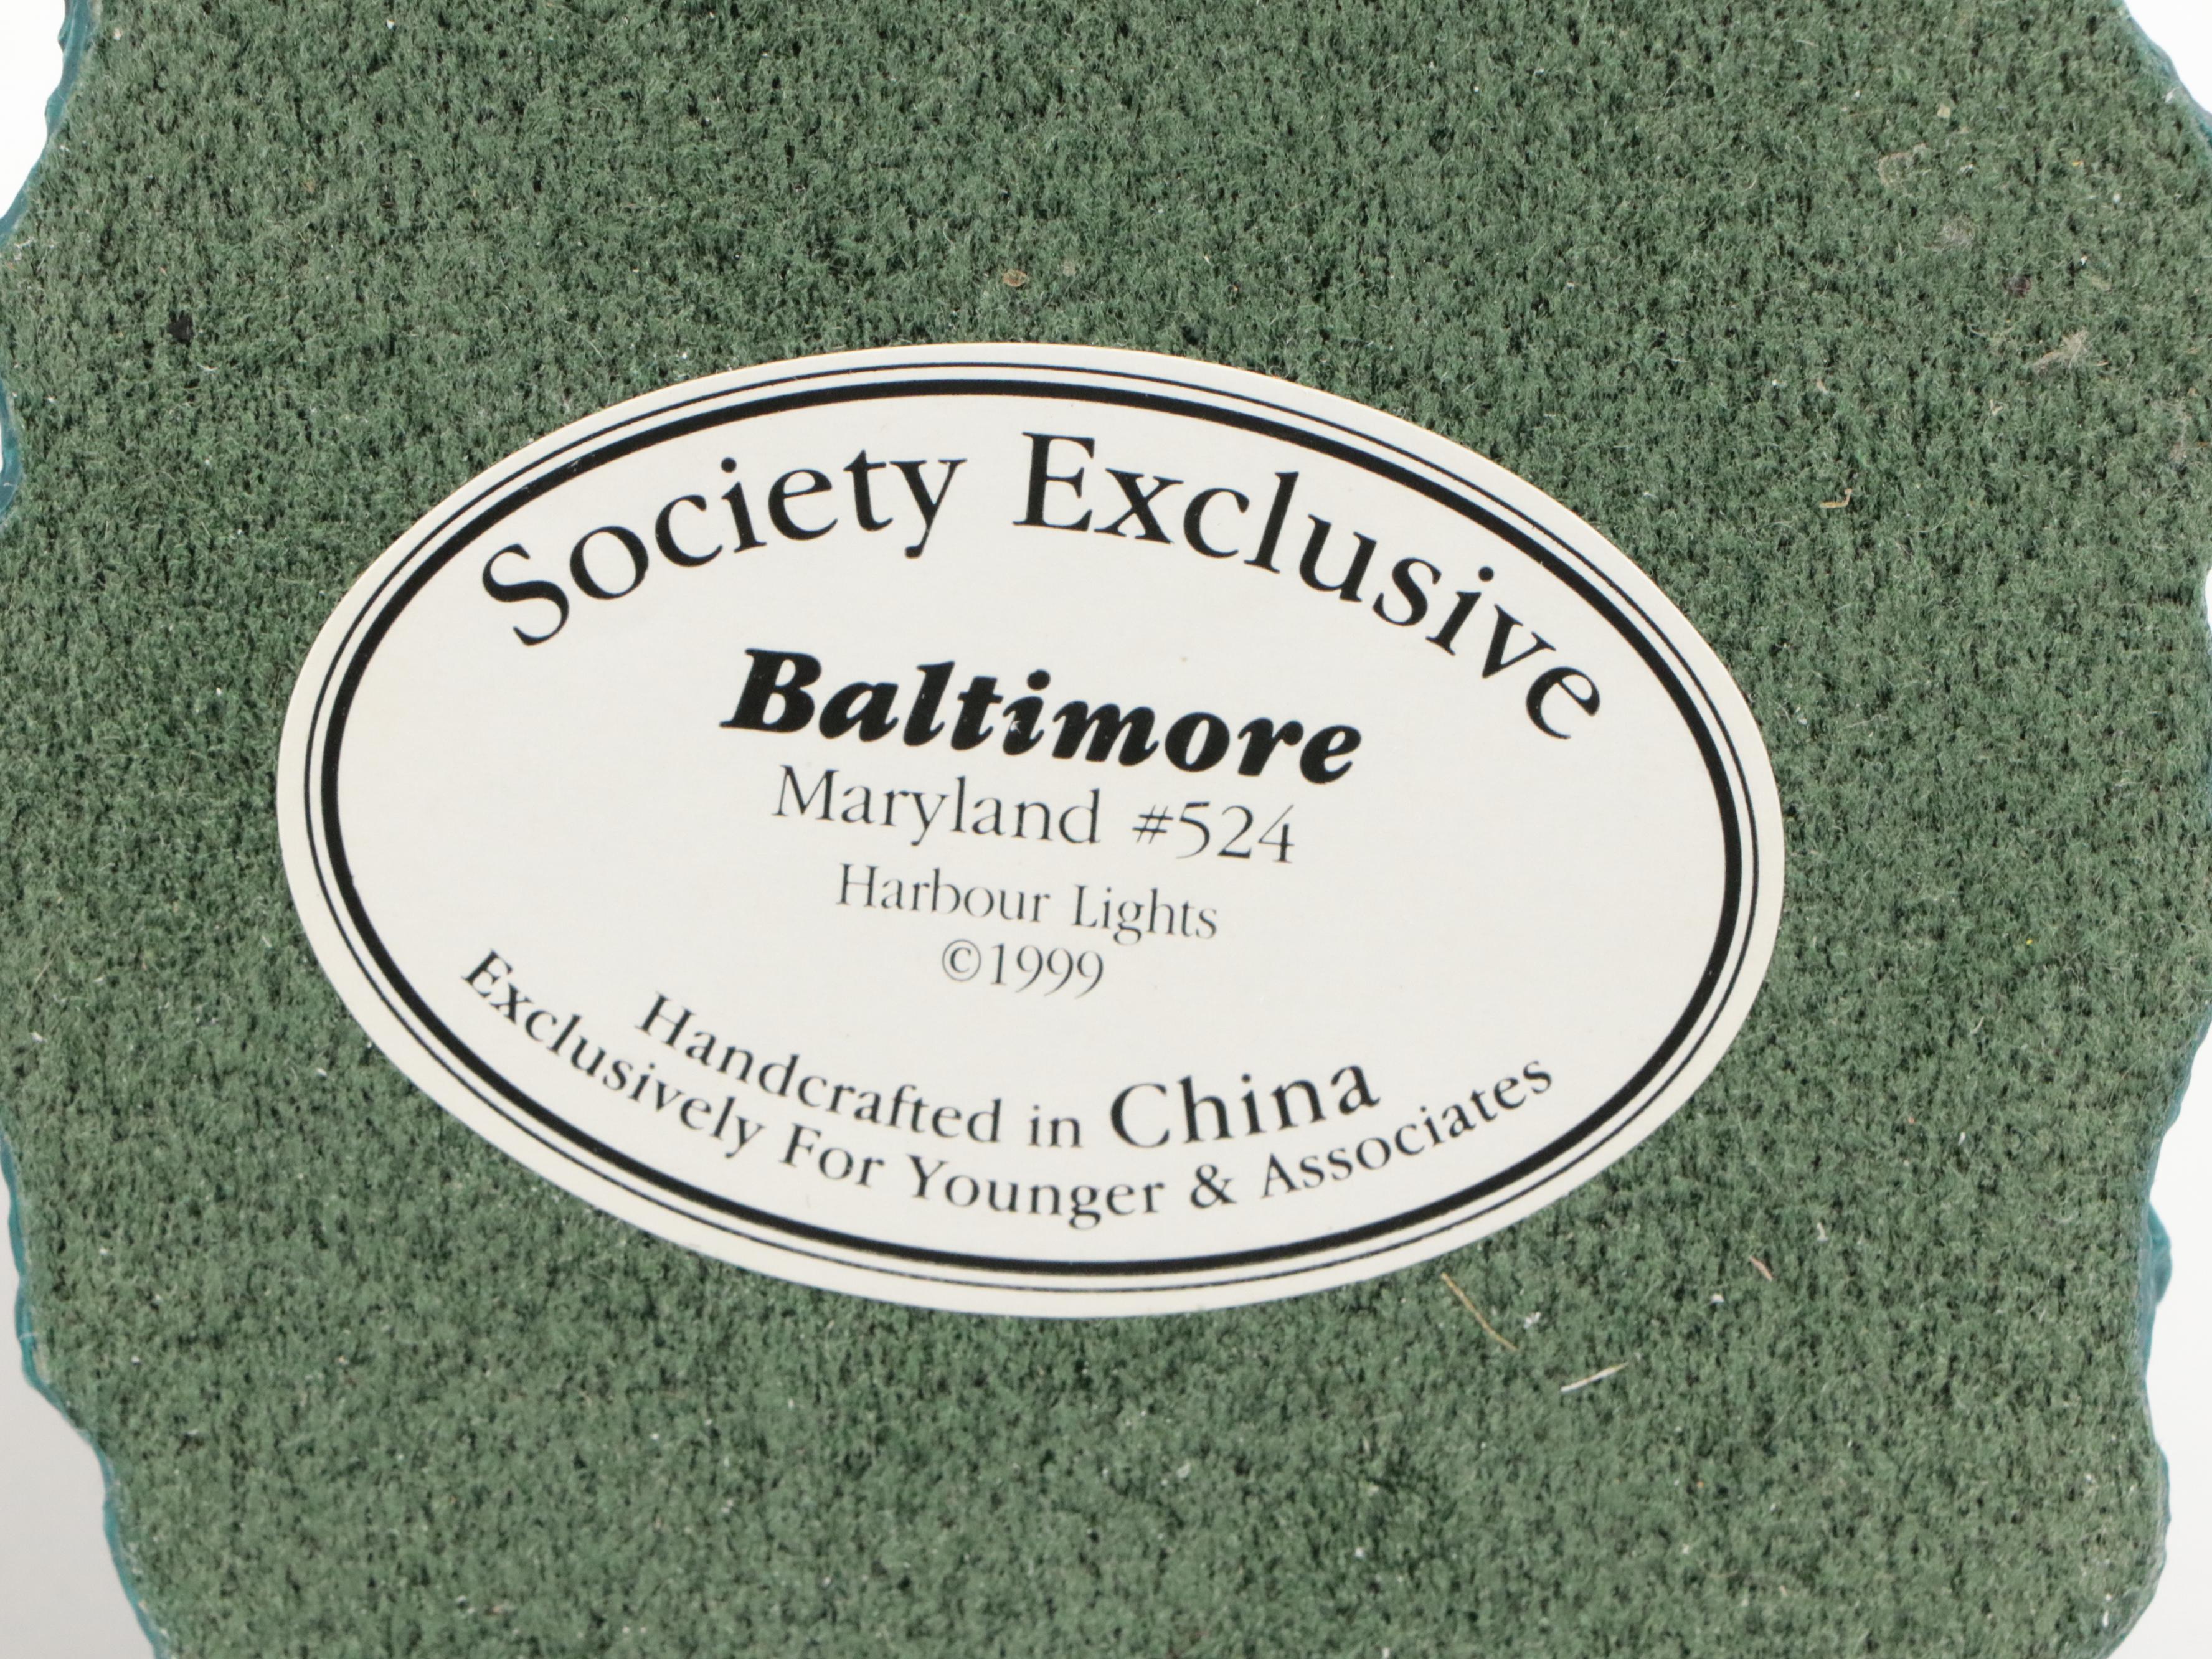 Society Exclusive
Baltimore
Maryland #524
Harbour Lights
©1999
Handcrafted in China
Exclusively For Younger & Associates